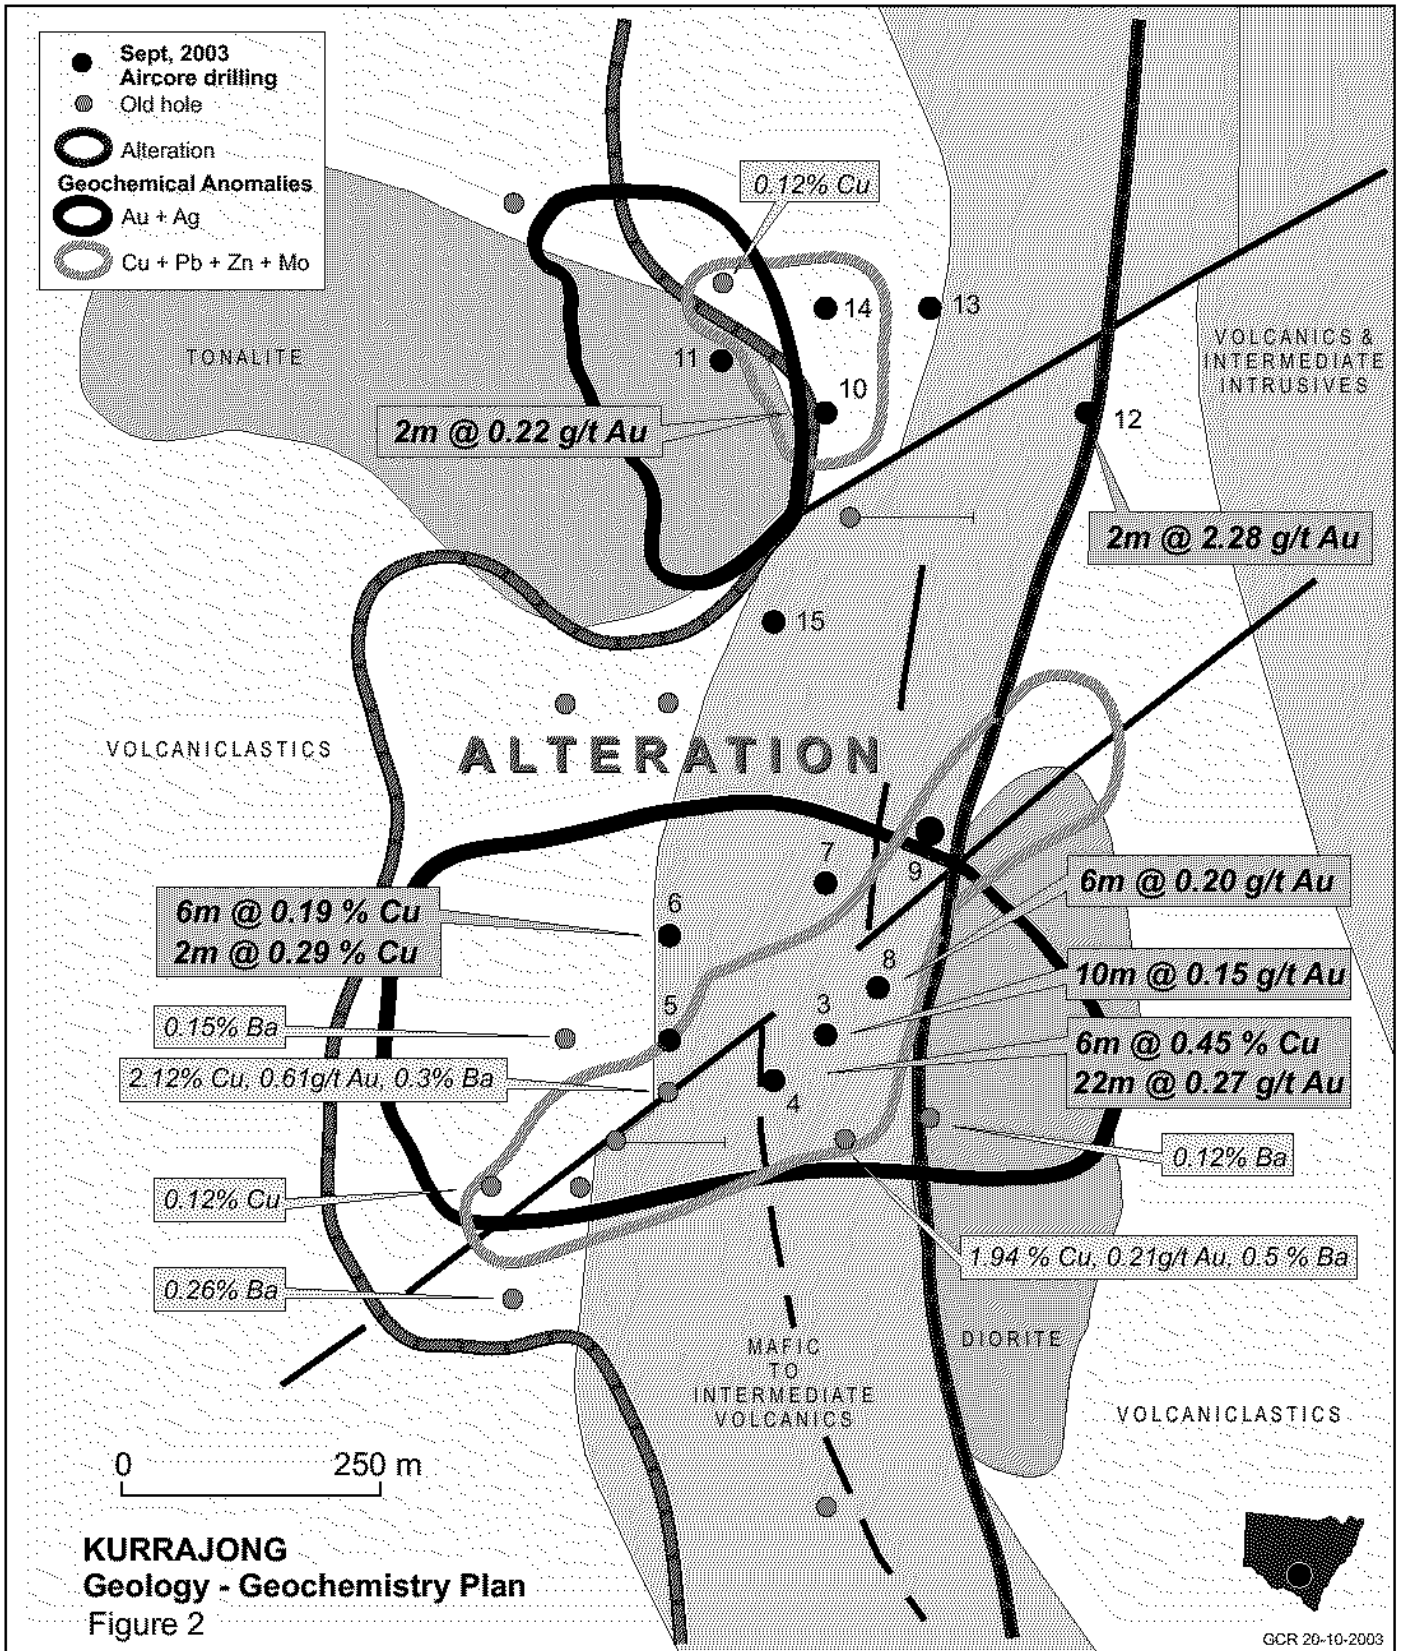 Sept, 2003
Aircore drilling
Old hole
Alteration
Geochemical Anomalies
Au + Ag
Cu + Pb + Zn + Mo
0.12% Cu
14
13
TONALITE
11
VOLCANICS &
INTERMEDIATE
INTRUSIVES
10
12
2m @ 0.22 g/t Au
2m @ 2.28 g/t Au
15
VOLCANICLASTICS
ALTERATION
7
9
6m @ 0.20 g/t Au
6
6m @ 0.19 % Cu
2m @ 0.29 % Cu
8
10m @ 0.15 g/t Au
5
3
0.15% Ba
6m @ 0.45 % Cu
22m @ 0.27 g/t Au
2.12% Cu, 0.61g/t Au, 0.3% Ba
4
0.12% Ba
0.12% Cu
1.94 % Cu, 0.21g/t Au, 0.5 % Ba
0.26% Ba
DIORITE
MAFIC
TO
INTERMEDIATE
VOLCANICS
VOLCANICLASTICS
0 250 m
KURRAJONG
Geology - Geochemistry Plan
Figure 2
GCR 20-10-2003